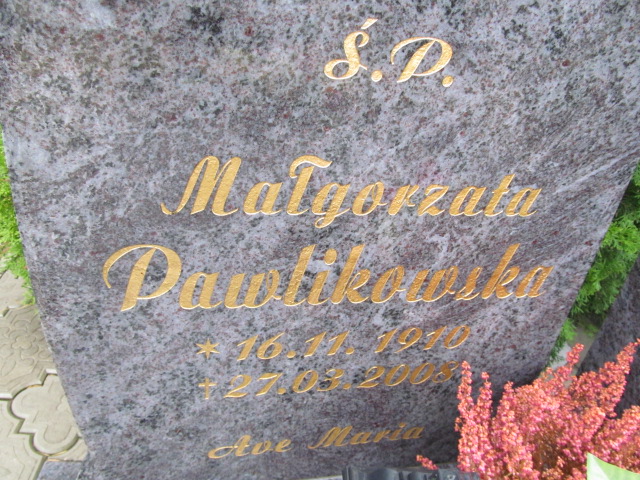 Ś.P.
Małgorzata
Pawlikowska
* 16.11.1910
† 27.03.2008
Ave Maria